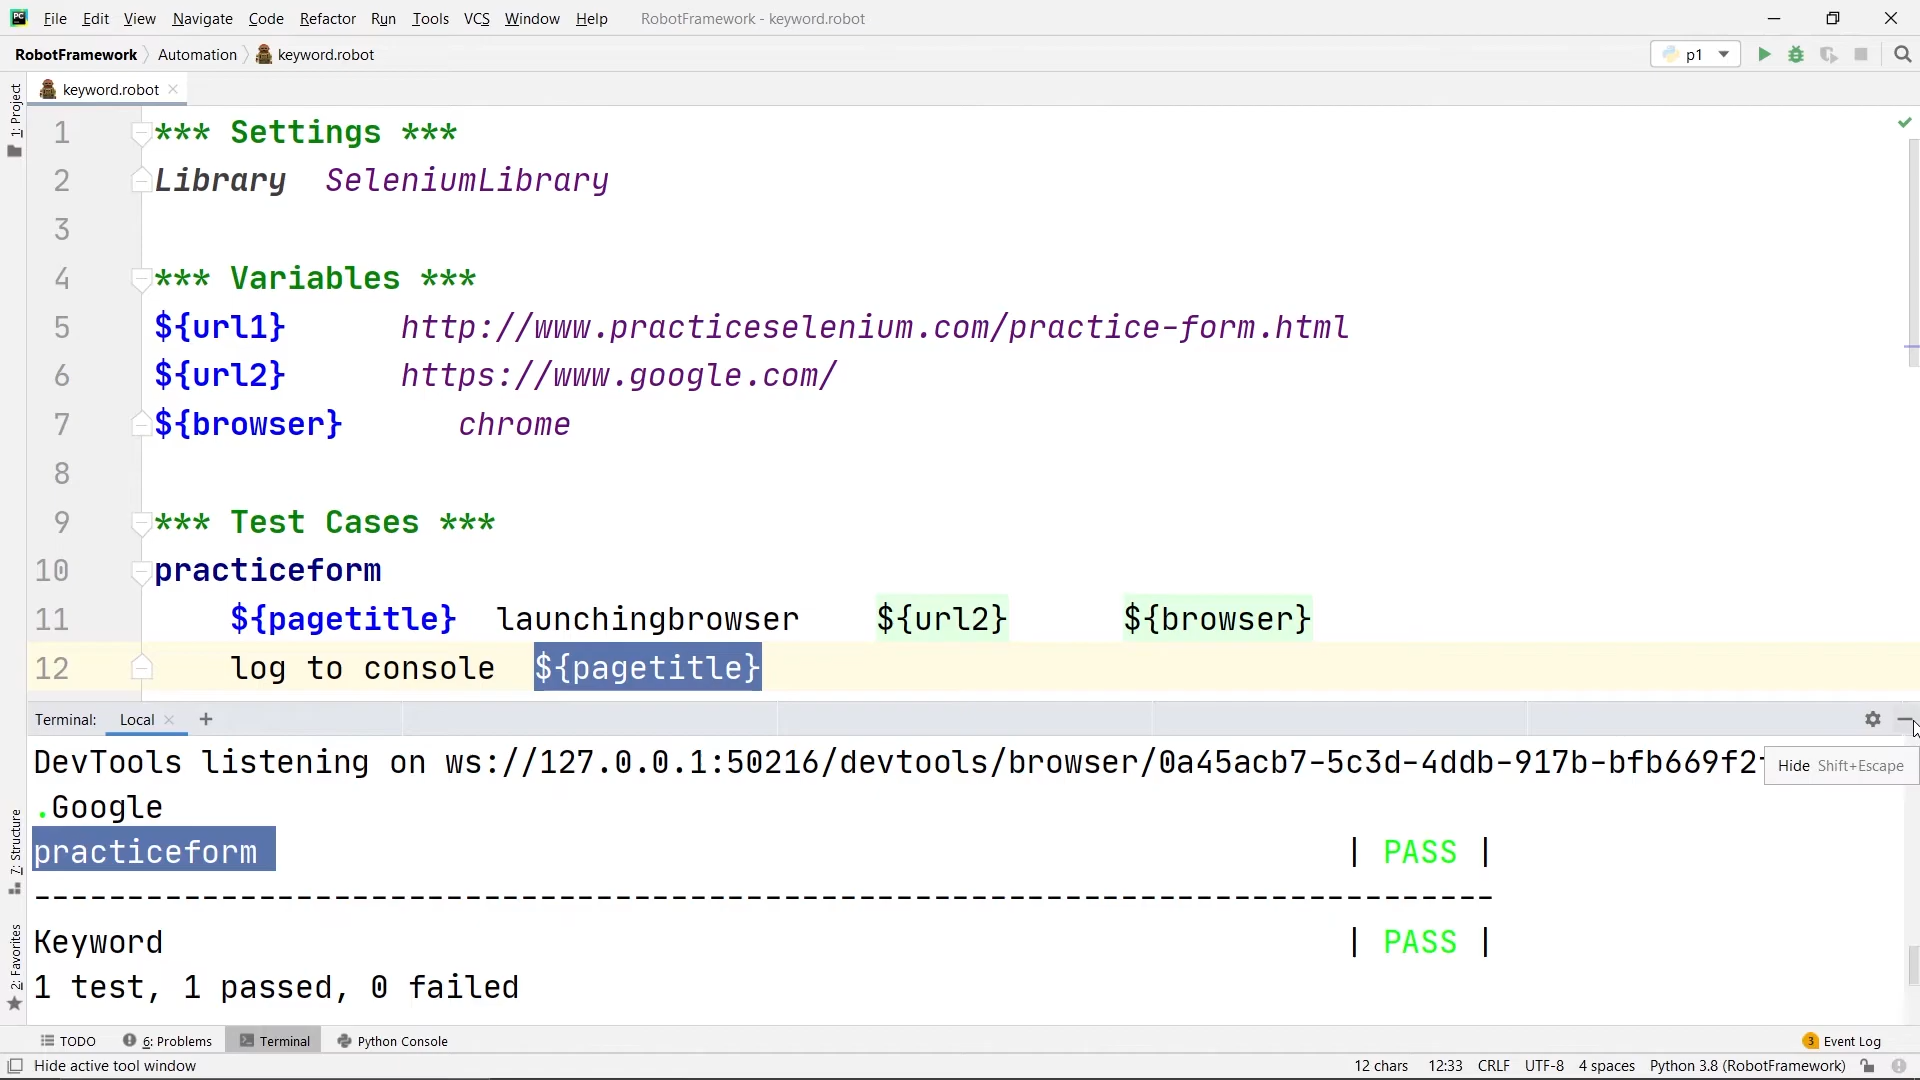 PC File Edit View Navigate Code Refactor Run Tools VCS Window Help RobotFramework - keyword.robot
RobotFramework Automation keyword.robot p1
keyword.robot
1: Project
1 *** Settings ***
2 Library SeleniumLibrary
3
4 *** Variables ***
5 ${url1} http://www.practiceselenium.com/practice-form.html
6 ${url2} https://www.google.com/
7 ${browser} chrome
8
9 *** Test Cases ***
10 practiceform
11 ${pagetitle} launchingbrowser ${url2} ${browser}
12 log to console ${pagetitle}
Terminal: Local +
DevTools listening on ws://127.0.0.1:50216/devtools/browser/0a45acb7-5c3d-4ddb-917b-bfb669f2
Hide Shift+Escape
.Google
practiceform | PASS |
------------------------------------------------------------------------------
Keyword | PASS |
1 test, 1 passed, 0 failed
7: Structure
2: Favorites
TODO 6: Problems Terminal Python Console 3 Event Log
Hide active tool window 12 chars 12:33 CRLF UTF-8 4 spaces Python 3.8 (RobotFramework)